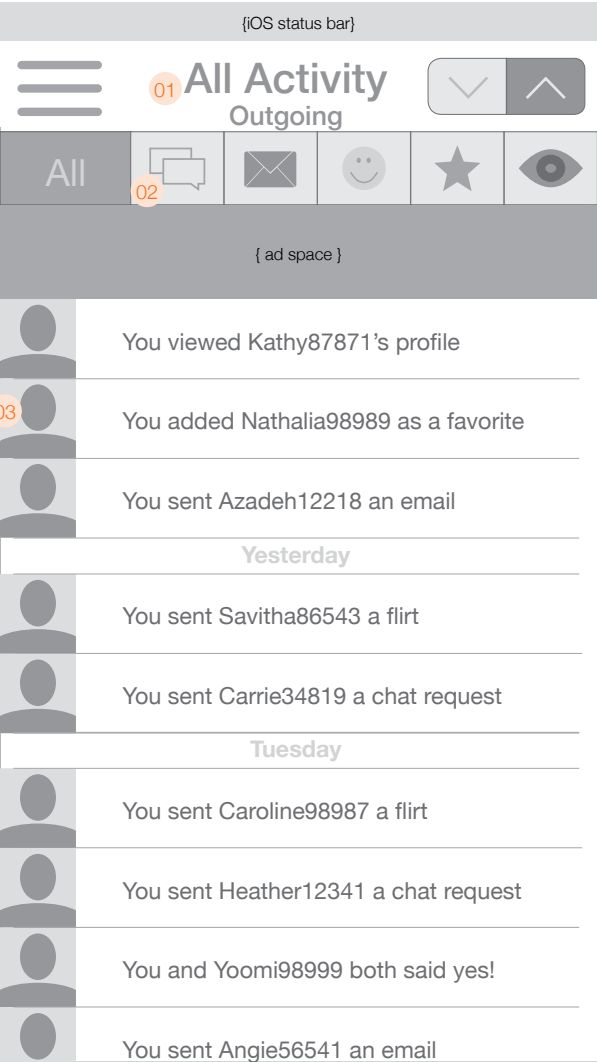 {iOS status bar}
01 All Activity
Outgoing
All
02
{ ad space }
You viewed Kathy87871’s profile
03
You added Nathalia98989 as a favorite
You sent Azadeh12218 an email
Yesterday
You sent Savitha86543 a flirt
You sent Carrie34819 a chat request
Tuesday
You sent Caroline98987 a flirt
You sent Heather12341 a chat request
You and Yoomi98999 both said yes!
You sent Angie56541 an email